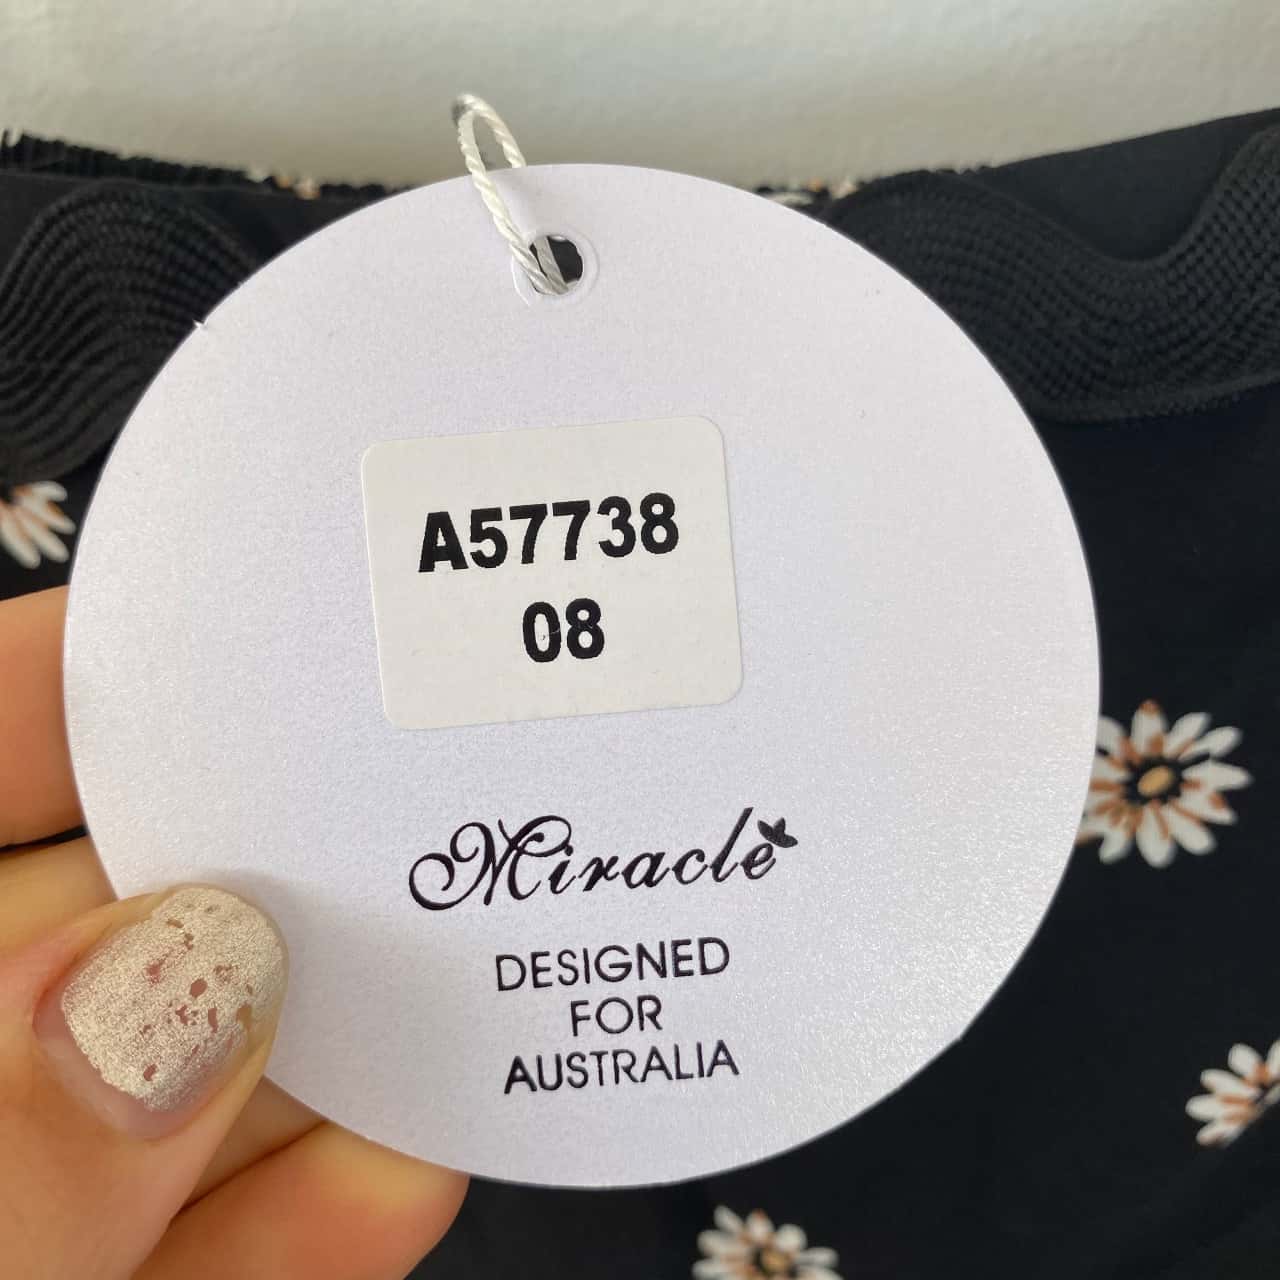 A57738
08
Miracle
DESIGNED
FOR
AUSTRALIA